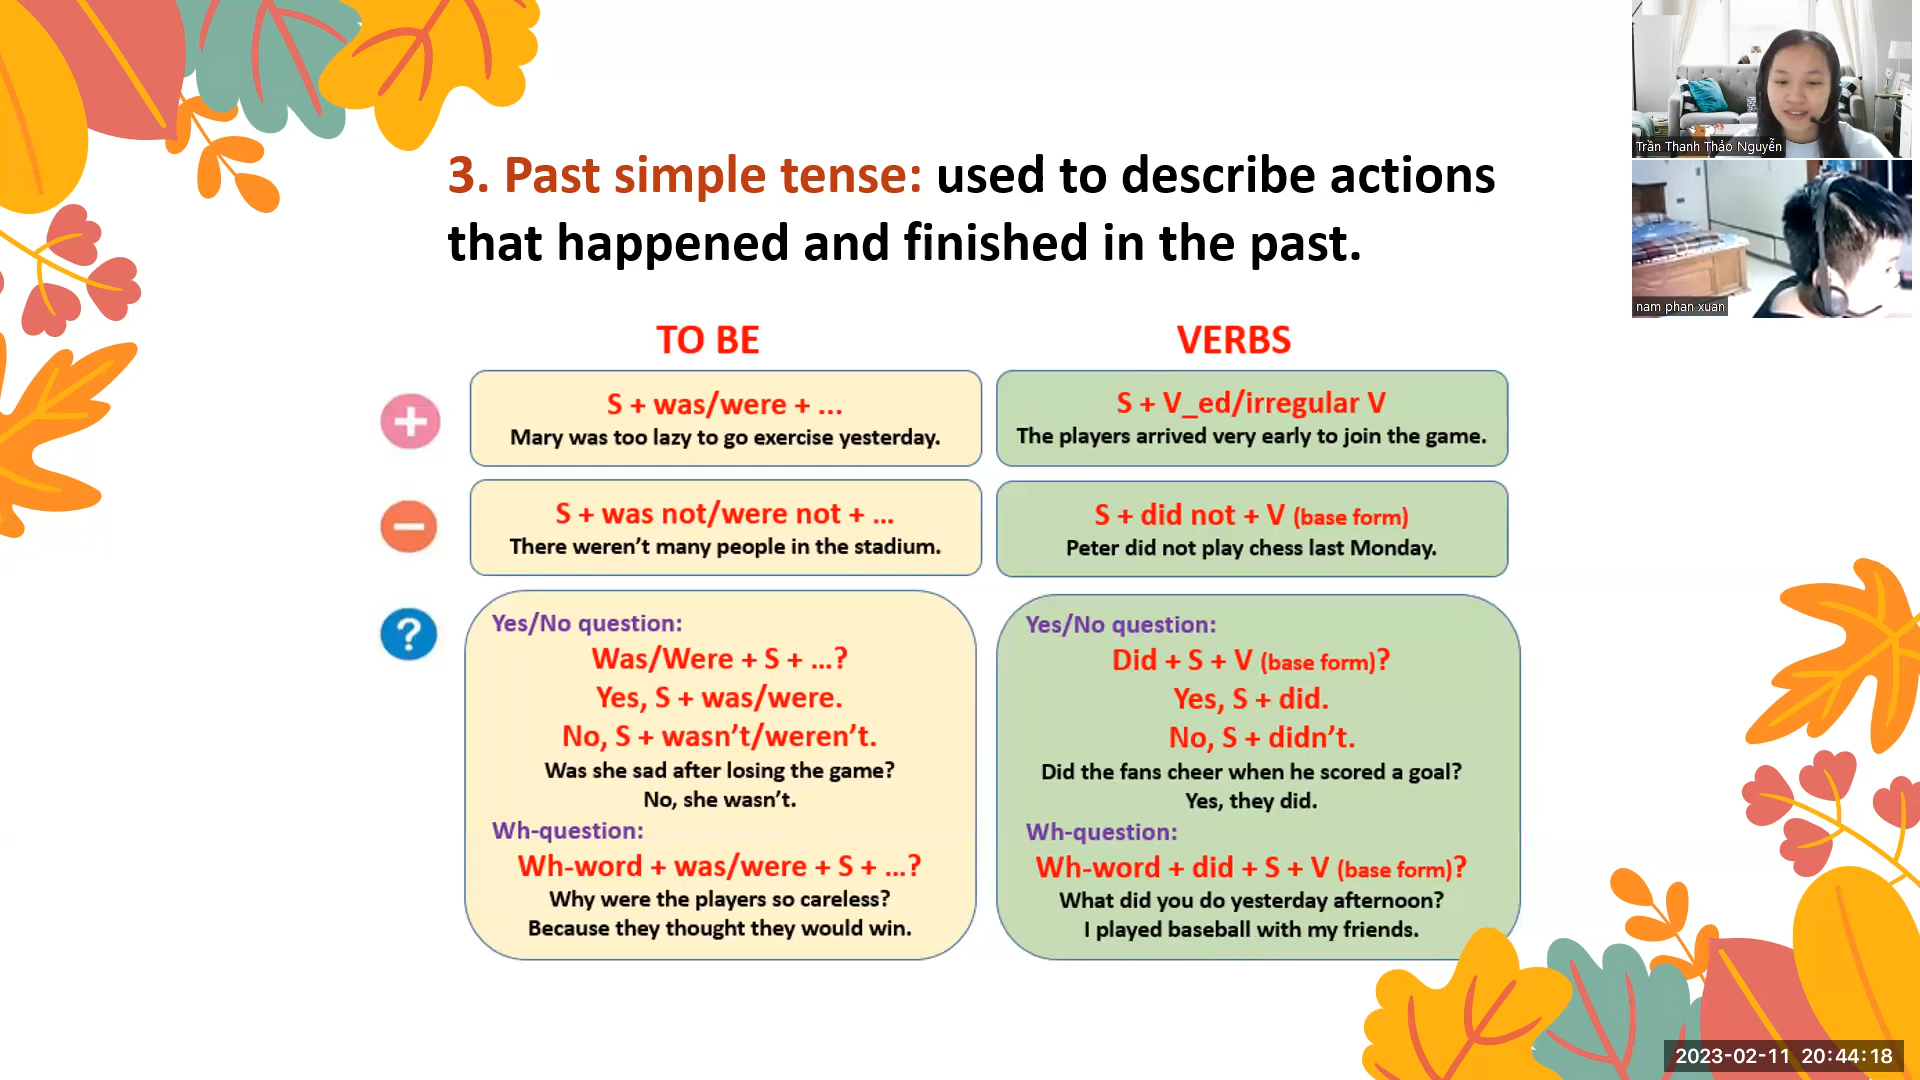 3. Past simple tense: used to describe actions
that happened and finished in the past.
TO BE
S + was/were + ...
Mary was too lazy to go exercise yesterday.
S + was not/were not + ...
There weren't many people in the stadium.
Yes/No question:
Was/Were + S + ...?
Yes, S + was/were.
No, S + wasn't/weren't.
Was she sad after losing the game?
No, she wasn't.
Wh-question:
Wh-word + was/were + S + ...?
Why were the players so careless?
Because they thought they would win.
VERBS
S + V_ed/irregular V
The players arrived very early to join the game.
S + did not + V (base form)
Peter did not play chess last Monday.
Yes/No question:
Did + S + V (base form)?
Yes, S + did.
No, S + didn't.
Did the fans cheer when he scored a goal?
Yes, they did.
Wh-question:
Wh-word + did + S + V (base form)?
What did you do yesterday afternoon?
I played baseball with my friends.
Trần Thanh Thảo Nguyễn
nam phan xuan
2023-02-11 20:44:18